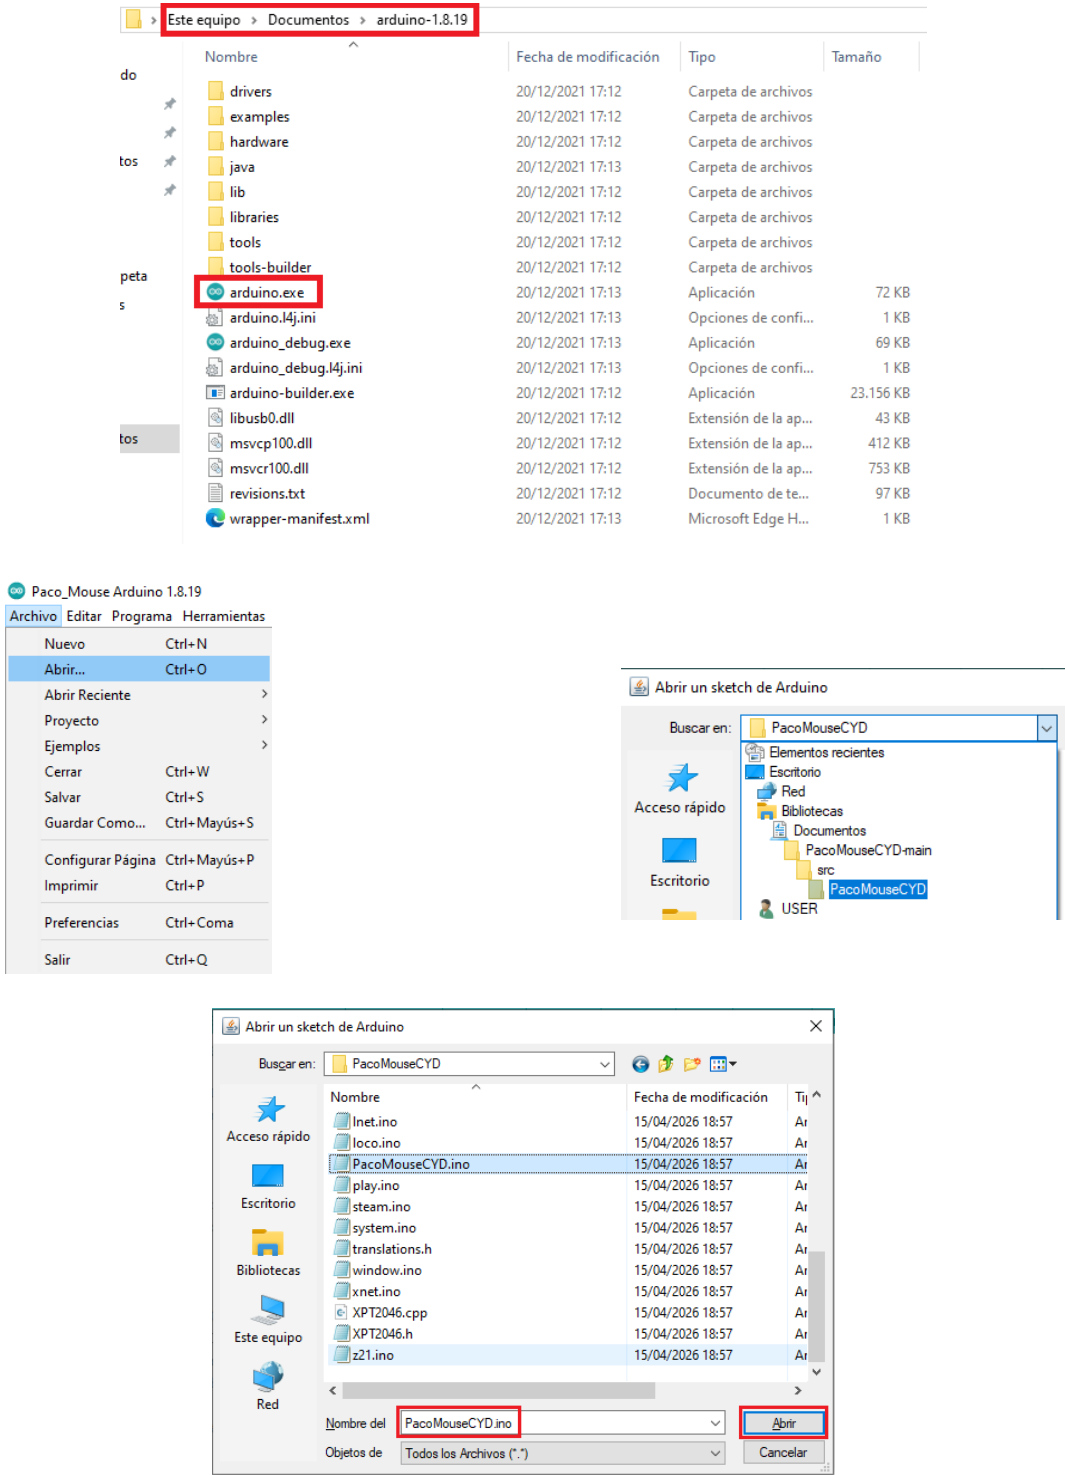 Este equipo > Documentos > arduino-1.8.19
Nombre Fecha de modificación Tipo Tamaño
do
tos
peta
s
tos
drivers 20/12/2021 17:12 Carpeta de archivos
examples 20/12/2021 17:12 Carpeta de archivos
hardware 20/12/2021 17:12 Carpeta de archivos
java 20/12/2021 17:13 Carpeta de archivos
lib 20/12/2021 17:12 Carpeta de archivos
libraries 20/12/2021 17:12 Carpeta de archivos
tools 20/12/2021 17:12 Carpeta de archivos
tools-builder 20/12/2021 17:12 Carpeta de archivos
arduino.exe 20/12/2021 17:13 Aplicación 72 KB
arduino.l4j.ini 20/12/2021 17:13 Opciones de confi... 1 KB
arduino_debug.exe 20/12/2021 17:13 Aplicación 69 KB
arduino_debug.l4j.ini 20/12/2021 17:13 Opciones de confi... 1 KB
arduino-builder.exe 20/12/2021 17:12 Aplicación 23.156 KB
libusb0.dll 20/12/2021 17:12 Extensión de la ap... 43 KB
msvcp100.dll 20/12/2021 17:12 Extensión de la ap... 412 KB
msvcr100.dll 20/12/2021 17:12 Extensión de la ap... 753 KB
revisions.txt 20/12/2021 17:12 Documento de te... 97 KB
wrapper-manifest.xml 20/12/2021 17:13 Microsoft Edge H... 1 KB
Paco_Mouse Arduino 1.8.19
Archivo Editar Programa Herramientas
Nuevo Ctrl+N
Abrir... Ctrl+O
Abrir Reciente >
Proyecto >
Ejemplos >
Cerrar Ctrl+W
Salvar Ctrl+S
Guardar Como... Ctrl+Mayús+S
Configurar Página Ctrl+Mayús+P
Imprimir Ctrl+P
Preferencias Ctrl+Coma
Salir Ctrl+Q
Abrir un sketch de Arduino
Buscar en: PacoMouseCYD
Acceso rápido
Escritorio
Elementos recientes
Escritorio
Red
Bibliotecas
Documentos
PacoMouseCYD-main
src
PacoMouseCYD
USER
Abrir un sketch de Arduino
Buscar en: PacoMouseCYD
Acceso rápido
Escritorio
Bibliotecas
Este equipo
Red
Nombre Fecha de modificación Ti
lnet.ino 15/04/2026 18:57 Ar
loco.ino 15/04/2026 18:57 Ar
PacoMouseCYD.ino 15/04/2026 18:57 Ar
play.ino 15/04/2026 18:57 Ar
steam.ino 15/04/2026 18:57 Ar
system.ino 15/04/2026 18:57 Ar
translations.h 15/04/2026 18:57 Ar
window.ino 15/04/2026 18:57 Ar
xnet.ino 15/04/2026 18:57 Ar
XPT2046.cpp 15/04/2026 18:57 Ar
XPT2046.h 15/04/2026 18:57 Ar
z21.ino 15/04/2026 18:57 Ar
Nombre del PacoMouseCYD.ino Abrir
Objetos de Todos los Archivos (*.*) Cancelar